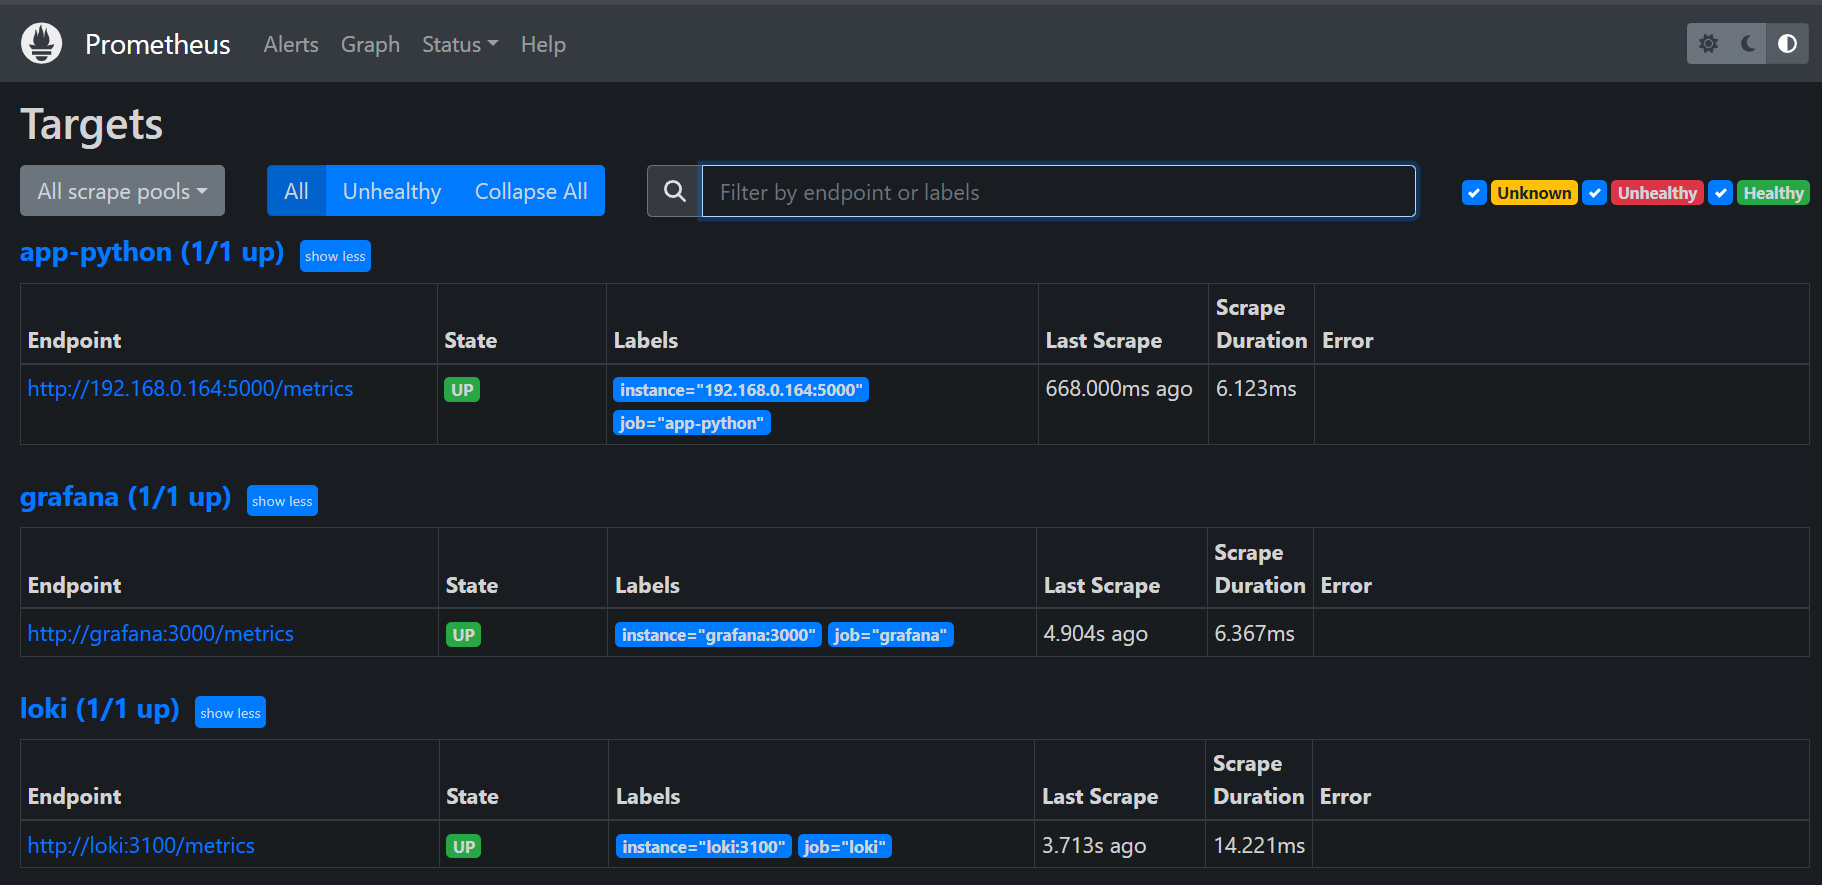 Prometheus Alerts Graph Status Help
Targets
All scrape pools All Unhealthy Collapse All Filter by endpoint or labels Unknown Unhealthy Healthy
app-python (1/1 up) show less
Endpoint State Labels Last Scrape Scrape Duration Error
http://192.168.0.164:5000/metrics UP instance="192.168.0.164:5000" 668.000ms ago 6.123ms
job="app-python"
grafana (1/1 up) show less
Endpoint State Labels Last Scrape Scrape Duration Error
http://grafana:3000/metrics UP instance="grafana:3000" job="grafana" 4.904s ago 6.367ms
loki (1/1 up) show less
Endpoint State Labels Last Scrape Scrape Duration Error
http://loki:3100/metrics UP instance="loki:3100" job="loki" 3.713s ago 14.221ms